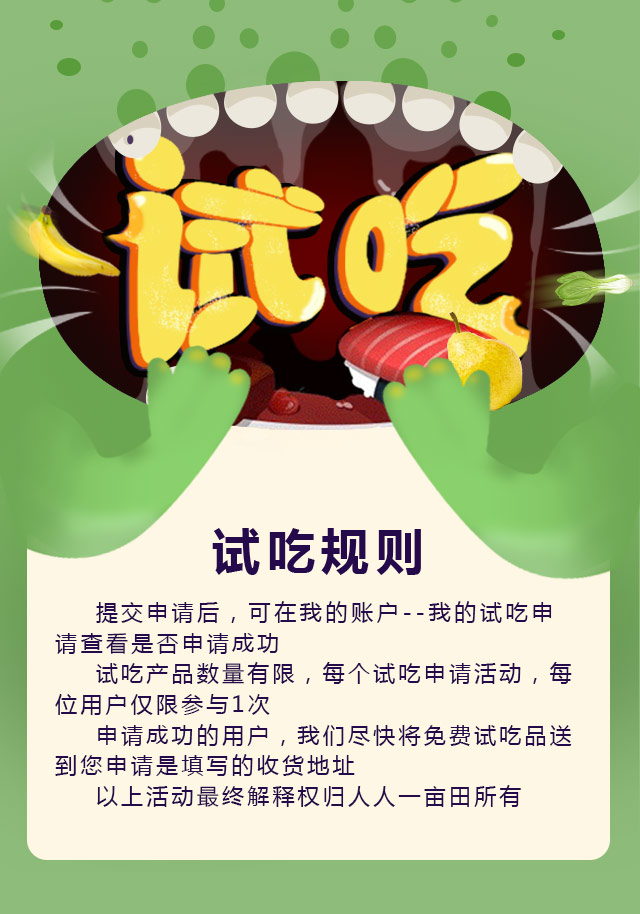 试吃
试吃规则
提交申请后，可在我的账户--我的试吃申
请查看是否申请成功
试吃产品数量有限，每个试吃申请活动，每
位用户仅限参与1次
申请成功的用户，我们尽快将免费试吃品送
到您申请是填写的收货地址
以上活动最终解释权归人人一亩田所有